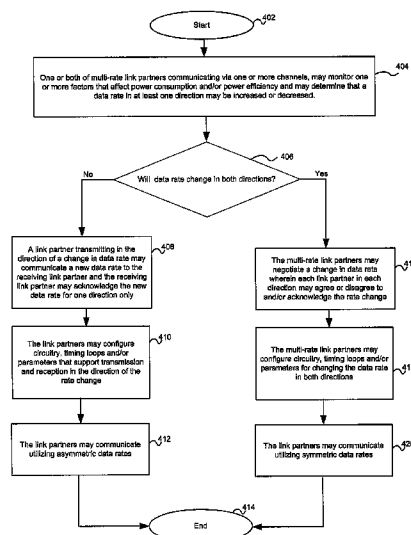 Start
402
One or both of multi-rate link partners communicating via one or more channels, may monitor one
or more factors that affect power consumption and/or power efficiency and may determine that a
data rate in at least one direction may be increased or decreased.
404
406
Will data rate change in both directions?
No
Yes
A link partner transmitting in the
direction of a change in data rate may
communicate a new data rate to the
receiving link partner and the receiving
link partner may acknowledge the
new data rate for one direction only
408
The multi-rate link partners may
negotiate a change in data rate
wherein each link partner in each
direction may agree or disagree to
and/or acknowledge the rate change
41
The link partners may configure
circuitry, timing loops and/or
parameters that support transmission
and reception in the direction of the
rate change
410
The multi-rate link partners may
configure circuitry, timing loops and/or
parameters for changing the data rate
in both directions
41
The link partners may communicate
utilizing asymmetric data rates
412
The link partners may communicate
utilizing symmetric data rates
420
414
End